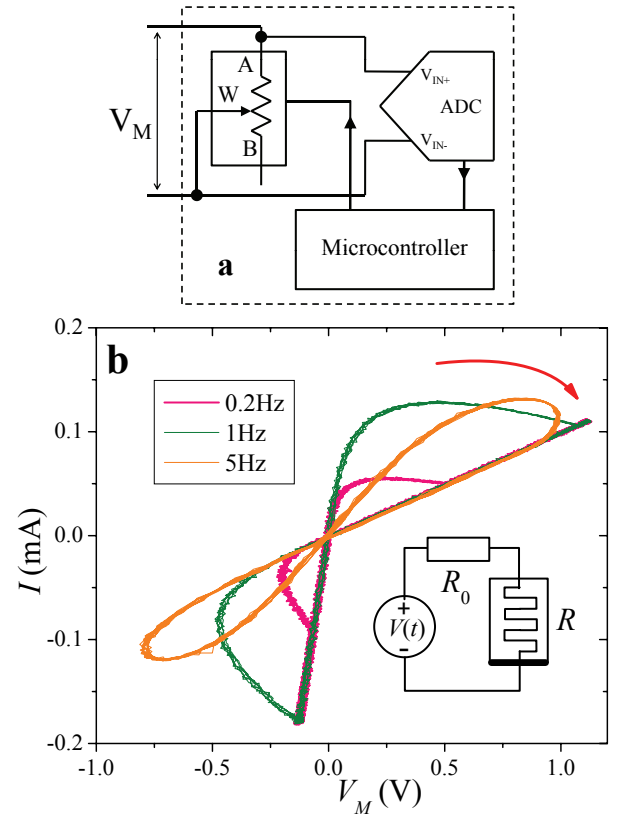 A
W
B
V_M
V_IN+
ADC
V_IN-
Microcontroller
a
b
0.2Hz
1Hz
5Hz
0.2
0.1
0.0
-0.1
-0.2
I (mA)
R_0
V(t)
+
-
R
-1.0 -0.5 0.0 0.5 1.0
V_M (V)